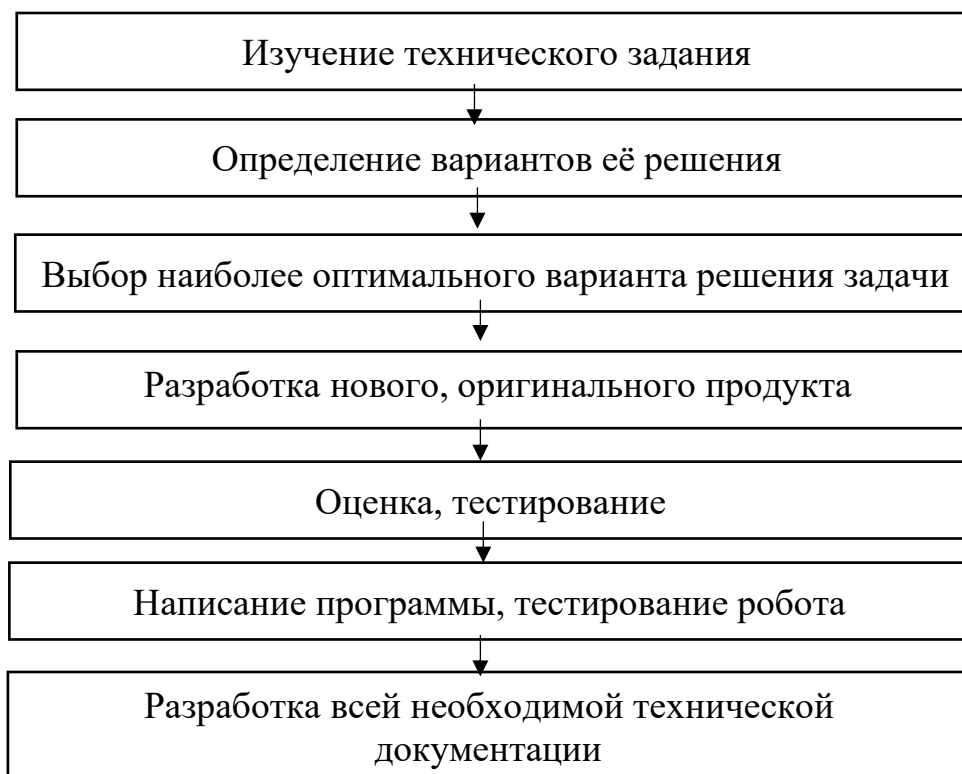 Изучение технического задания
Определение вариантов её решения
Выбор наиболее оптимального варианта решения задачи
Разработка нового, оригинального продукта
Оценка, тестирование
Написание программы, тестирование робота
Разработка всей необходимой технической
документации